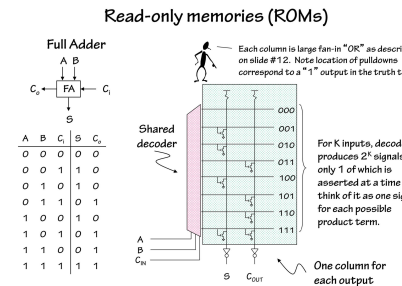 Read-only memories (ROMs)
Full Adder
A B
Co FA Ci
S
A B Ci S Co
0 0 0 0 0
0 0 1 1 0
0 1 0 1 0
0 1 1 0 1
1 0 0 1 0
1 0 1 0 1
1 1 0 0 1
1 1 1 1 1
Each column is large fan-in "OR" as descri
on slide #12. Note location of pulldowns
correspond to a "1" output in the truth t
Shared
decoder
000
001
010
011
100
101
110
111
A
B
CIN
S COUT
For K inputs, decod
produces 2^K signals
only 1 of which is
asserted at a time
think of it as one si
for each possible
product term.
One column for
each output